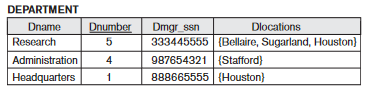 DEPARTMENT
Dname Dnumber Dmgr_ssn Dlocations
Research 5 333445555 {Bellaire, Sugarland, Houston}
Administration 4 987654321 {Stafford}
Headquarters 1 888665555 {Houston}